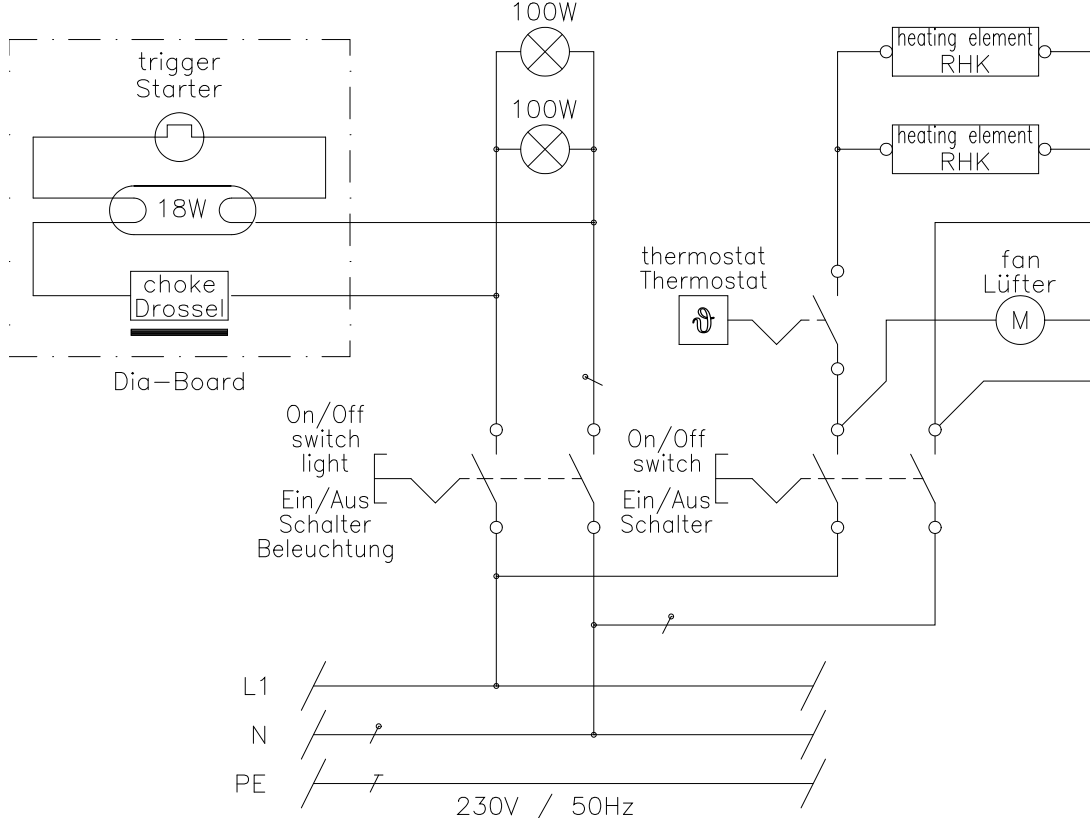 100W
heating element
RHK
trigger
Starter
100W
heating element
RHK
18W
thermostat
Thermostat
fan
Lüfter
choke
Drossel
ϑ
M
Dia-Board
On/Off
switch
light
Ein/Aus
Schalter
Beleuchtung
On/Off
switch
Ein/Aus
Schalter
L1
N
PE
230V / 50Hz